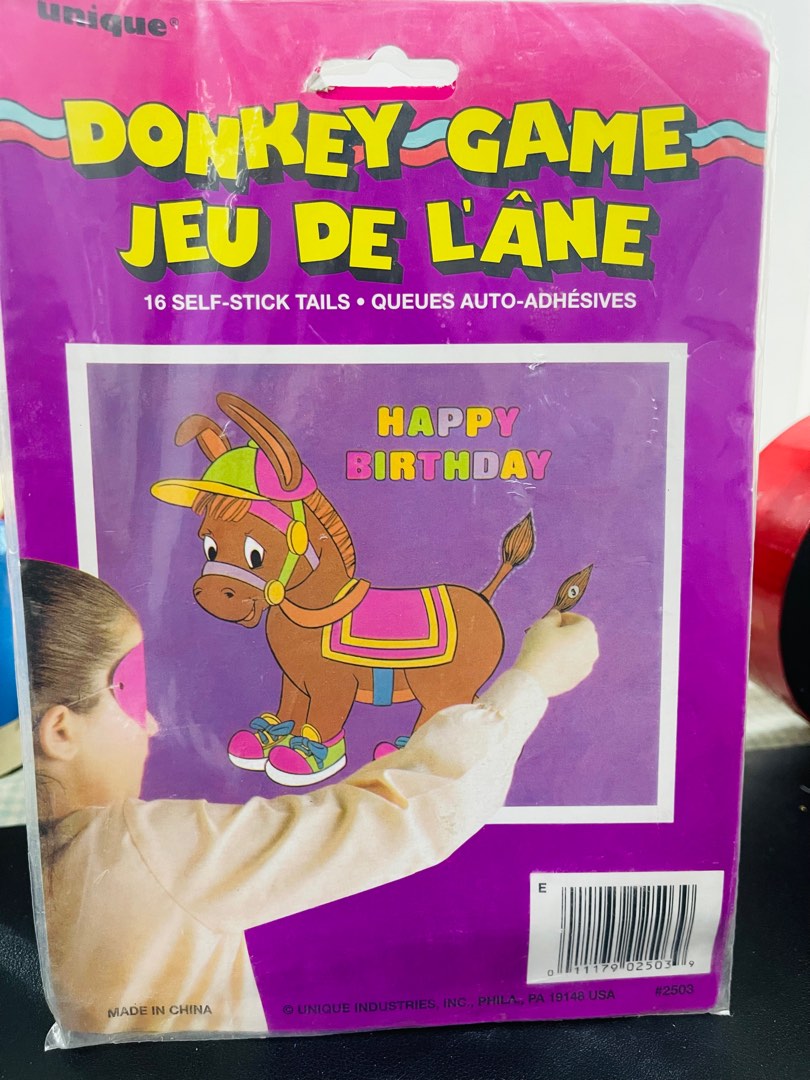 unique®
DONKEY GAME
JEU DE L'ÂNE
16 SELF-STICK TAILS • QUEUES AUTO-ADHÉSIVES
HAPPY
BIRTHDAY
3
E
0 11179 02503 9
MADE IN CHINA
© UNIQUE INDUSTRIES, INC., PHILA., PA 19148 USA
#2503